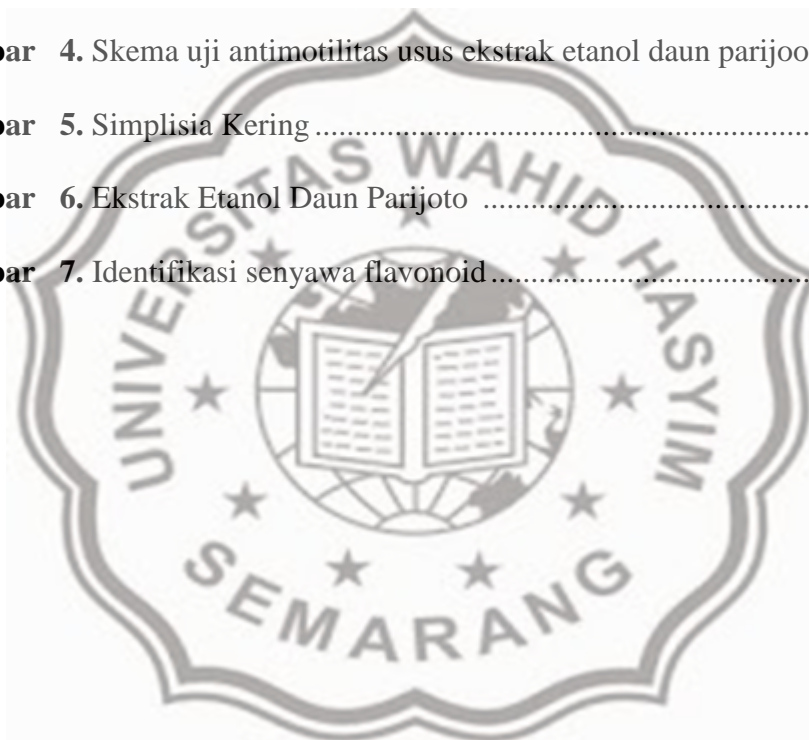 bar 4. Skema uji antimotilitas usus ekstrak etanol daun parijoo
bar 5. Simplisia Kering ................................................................
bar 6. Ekstrak Etanol Daun Parijoto ..........................................
bar 7. Identifikasi senyawa flavonoid ........................................
UNIVERSITAS WAHID HASYIM
SEMARANG